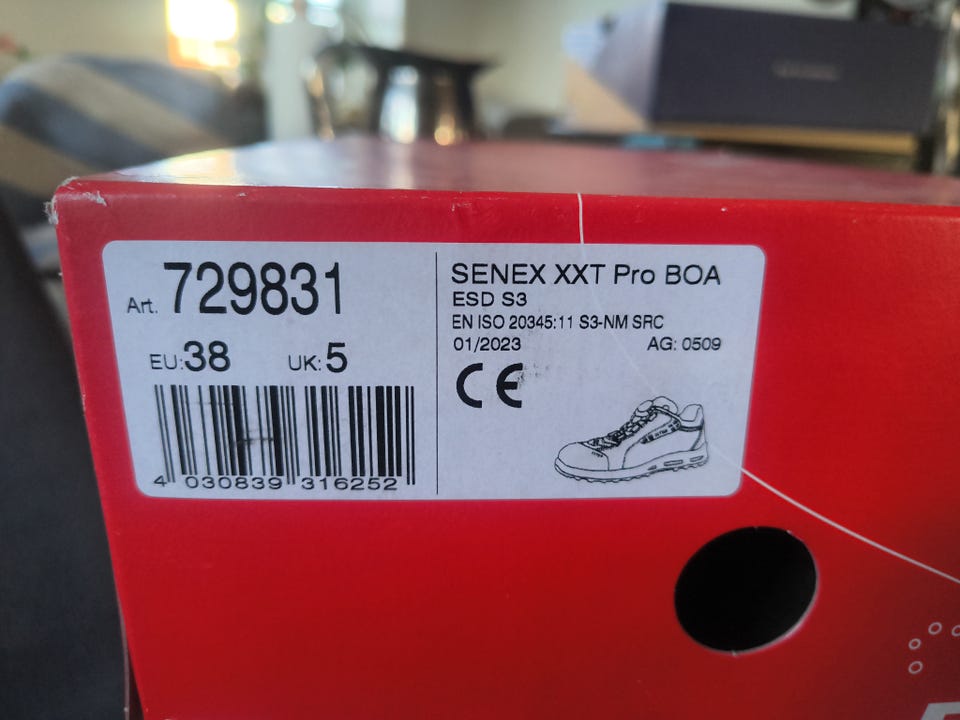 Art. 729831
EU:38 UK:5
4 030839 316252
SENEX XXT Pro BOA
ESD S3
EN ISO 20345:11 S3-NM SRC
01/2023 AG: 0509
CE